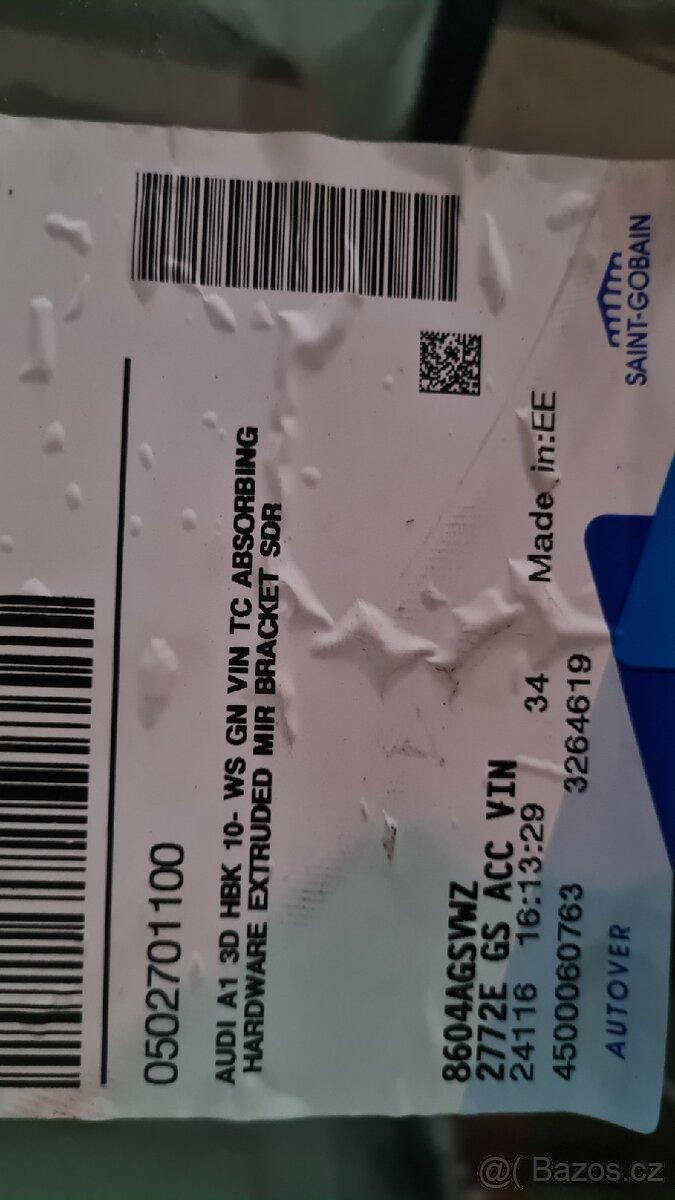 0502701100
AUDI A1 3D HBK 10- WS GN VIN TC ABSORBING
HARDWARE EXTRUDED MIR BRACKET SDR
8604AGSVWZ
2772E GS ACC VIN
24116 16:13:29 34 Made in:EE
4500060763 3264619
AUTOVER
SAINT-GOBAIN
@( Bazos.cz